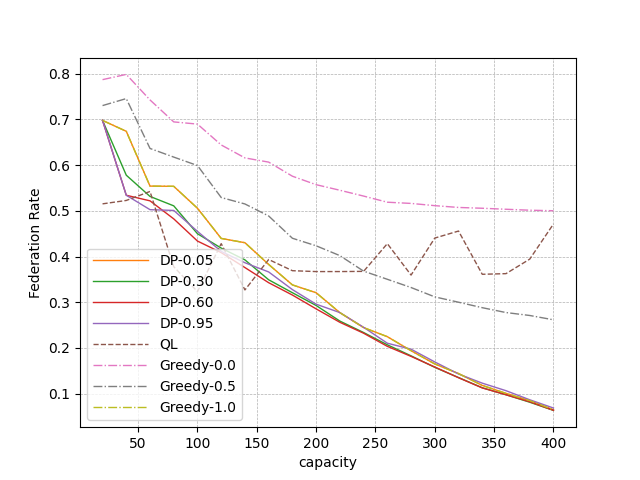 0.8
0.7
0.6
0.5
0.4
0.3
0.2
0.1
Federation Rate
DP-0.05
DP-0.30
DP-0.60
DP-0.95
QL
Greedy-0.0
Greedy-0.5
Greedy-1.0
50 100 150 200 250 300 350 400
capacity